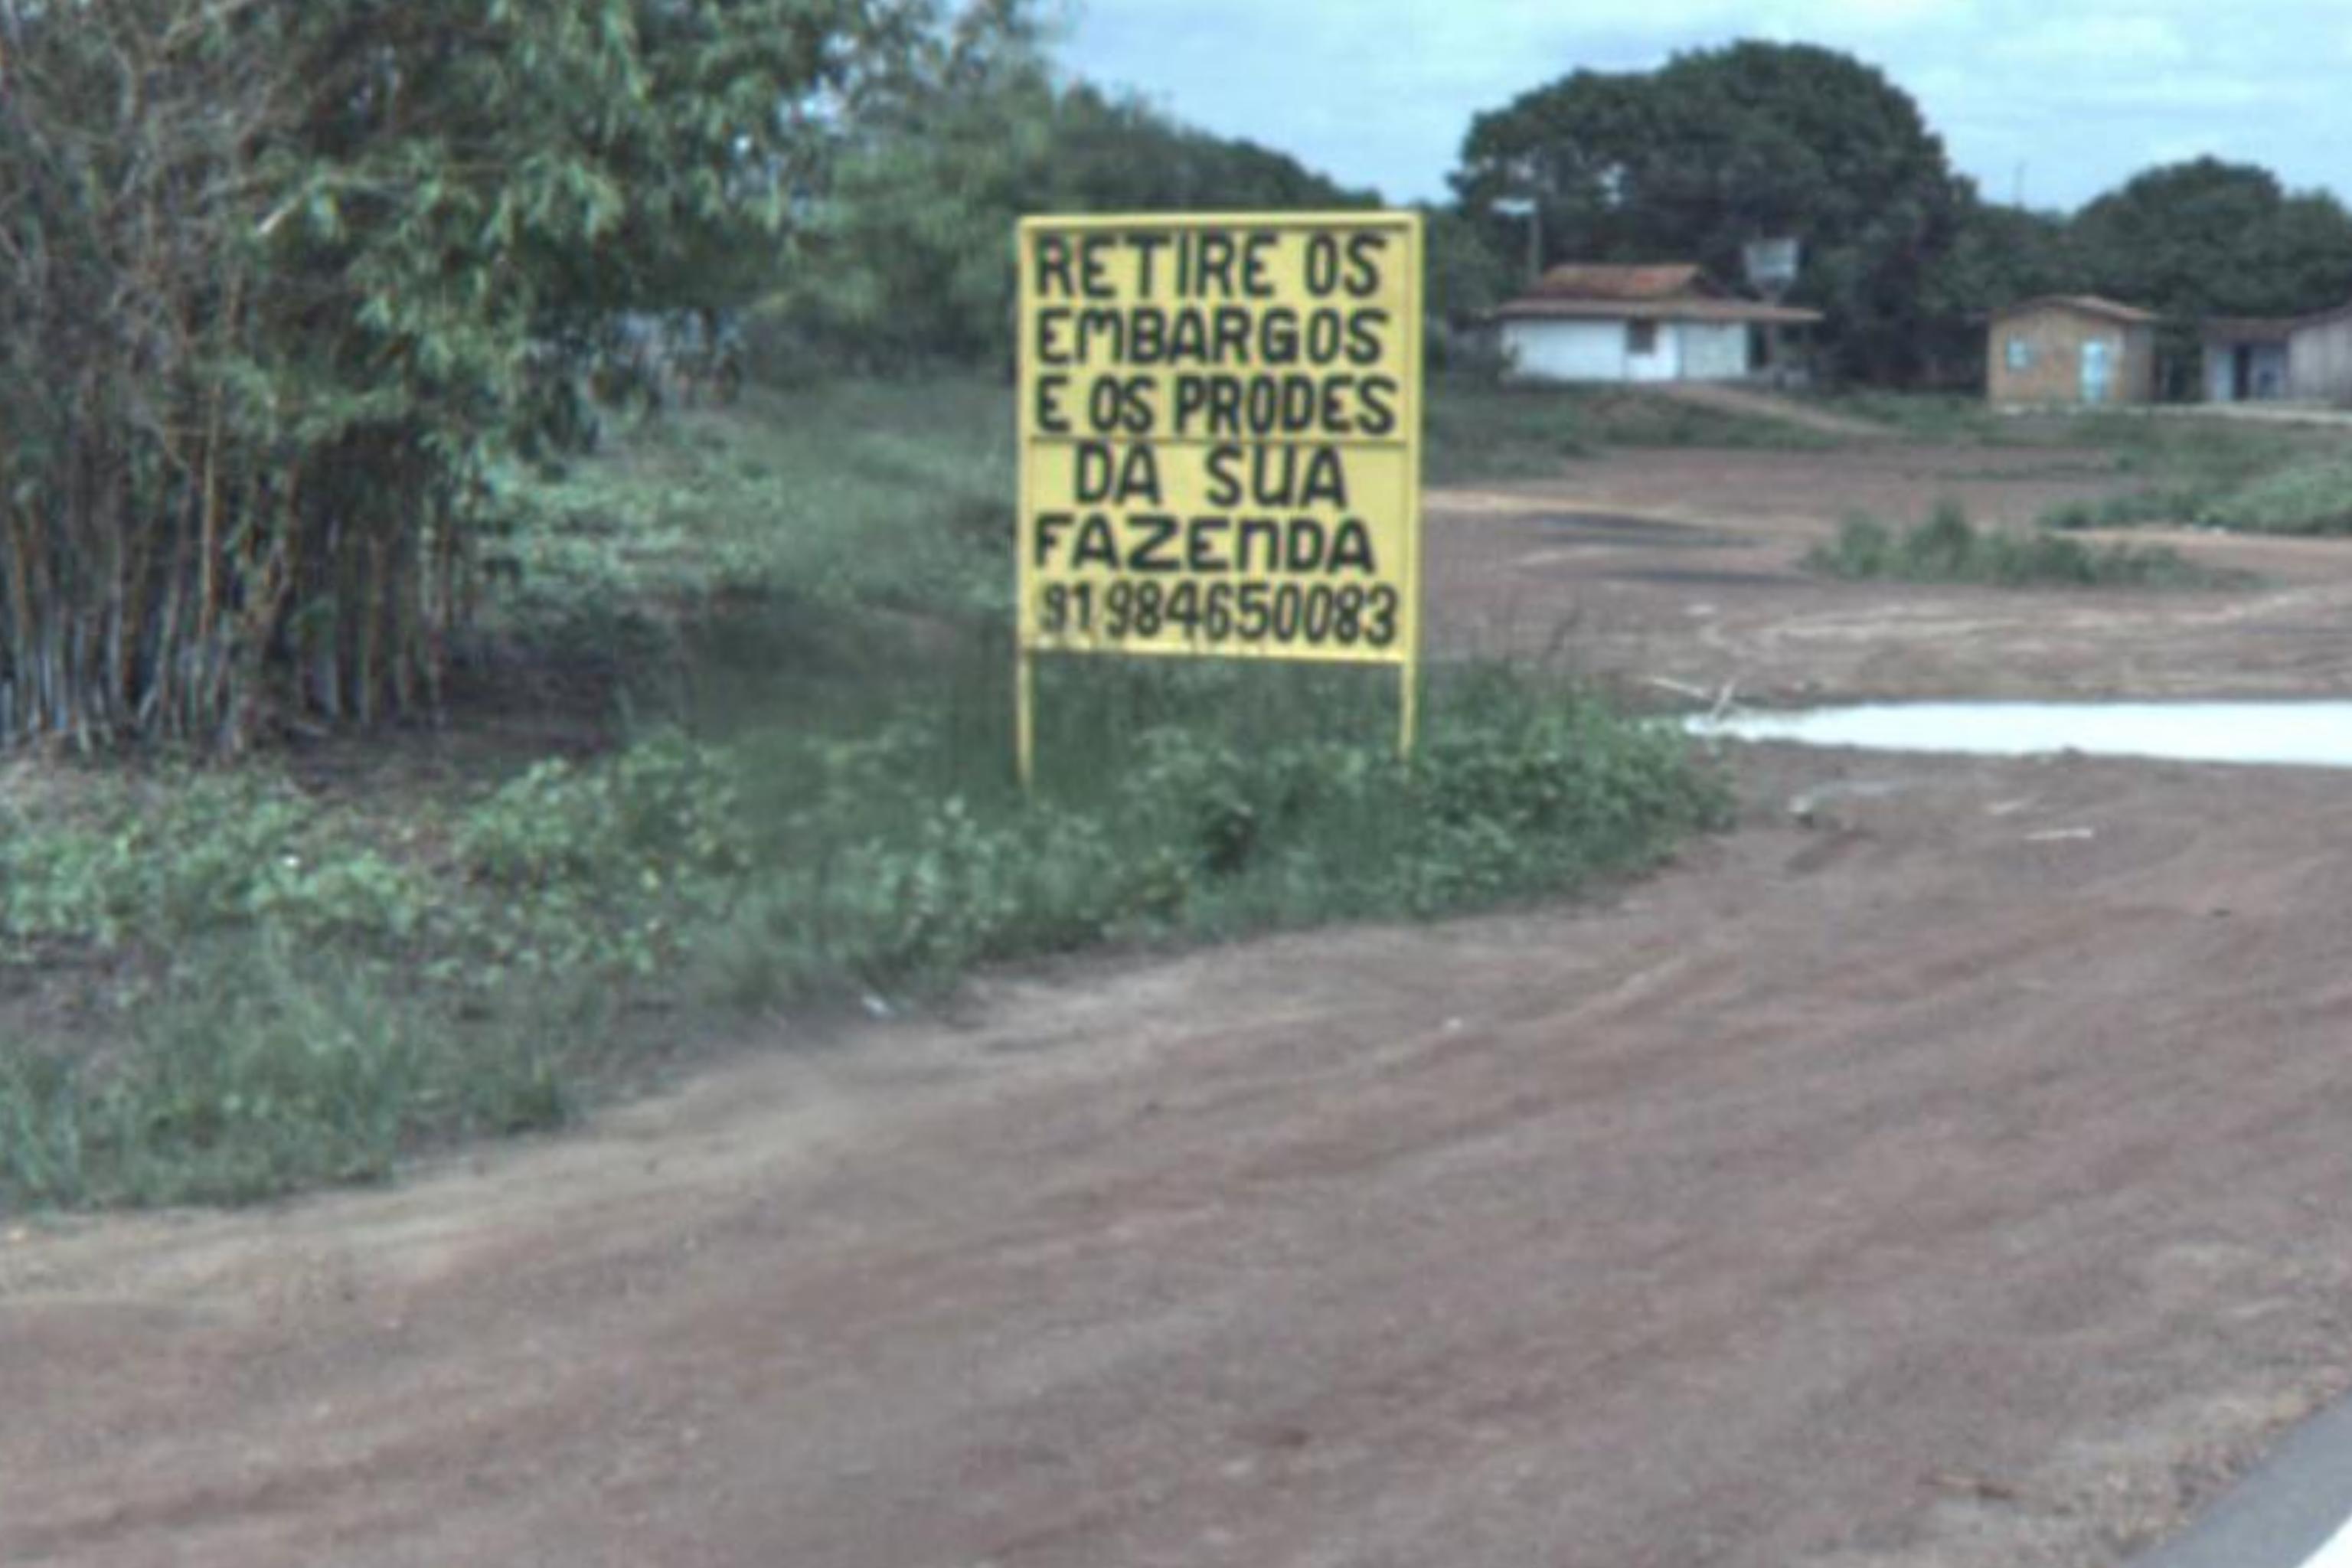 RETIRE OS
EMBARGOS
E OS PRODES
DA SUA
FAZENDA
91 984650083